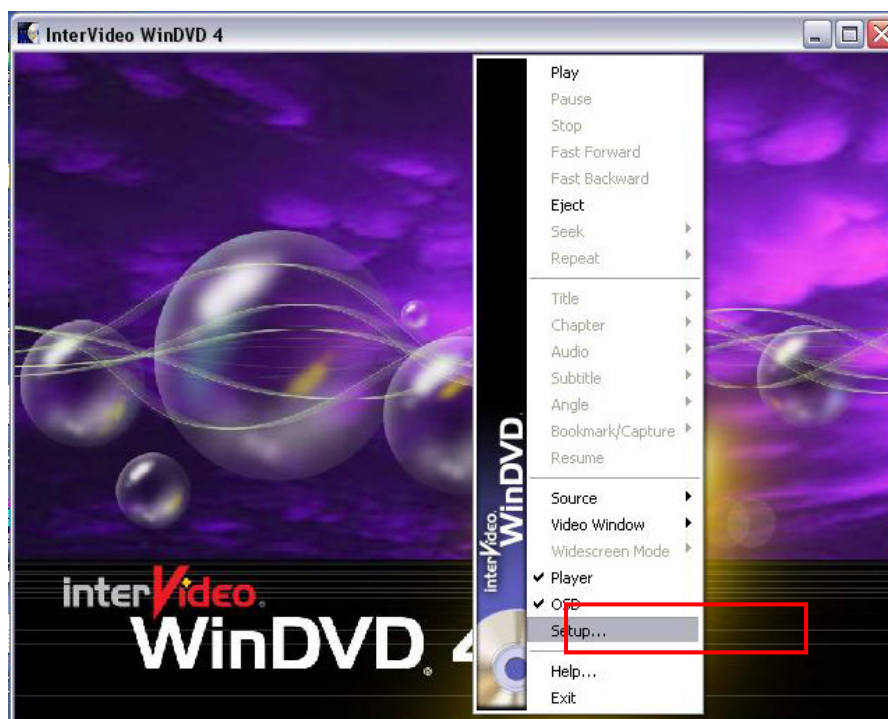 InterVideo WinDVD 4
Play
Pause
Stop
Fast Forward
Fast Backward
Eject
Seek
Repeat
Title
Chapter
Audio
Subtitle
Angle
Bookmark/Capture
Resume
Source
Video Window
Widescreen Mode
Player
OSD
Setup...
Help...
Exit
interVideo.
WinDVD.
interVideo.
WinDVD® 4